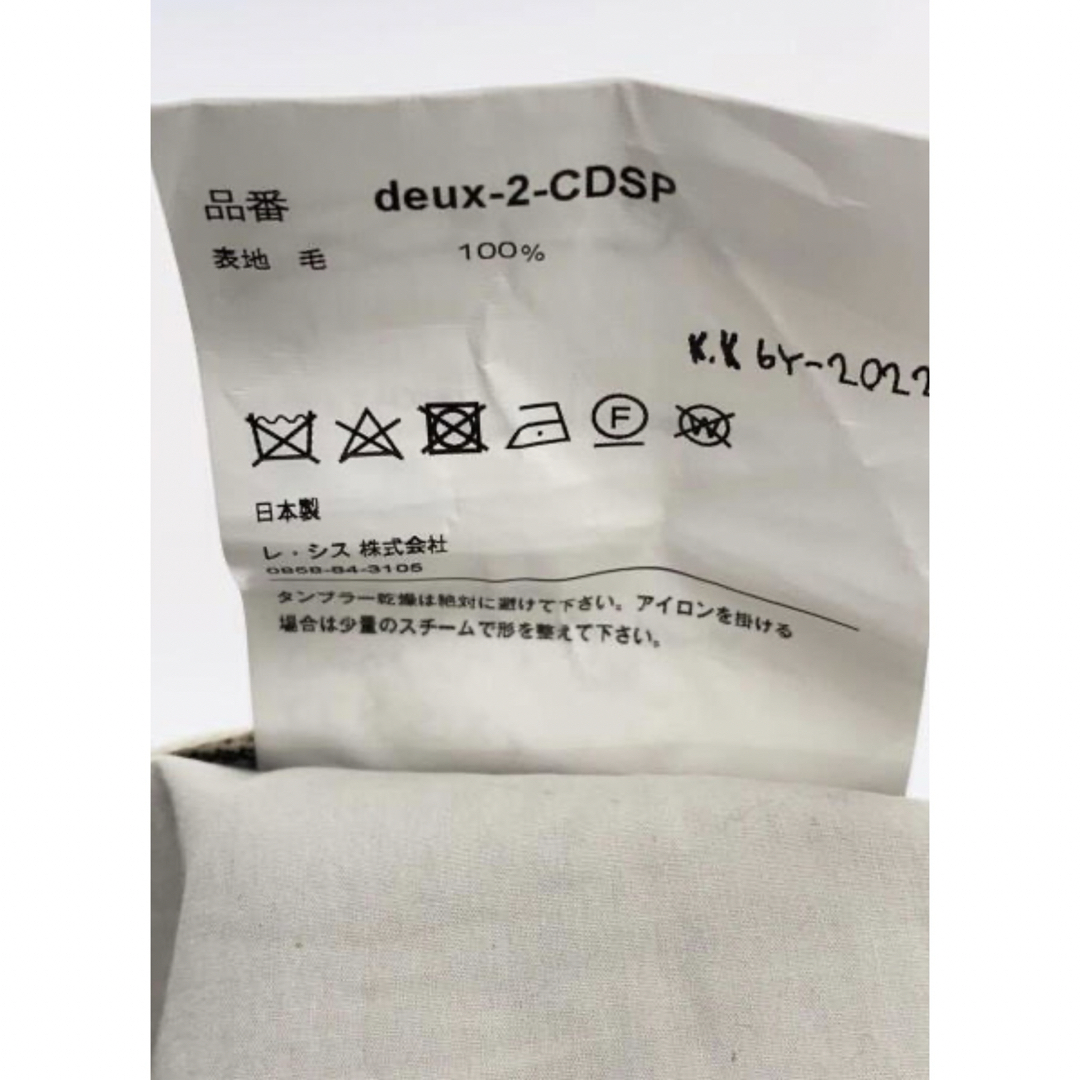 品番 deux-2-CDSP
表地 毛 100%
K.K 6Y-2022
F W
日本製
レ・シス 株式会社
0858-84-3105
タンブラー乾燥は絶対に避けて下さい。アイロンを掛ける
場合は少量のスチームで形を整えて下さい。